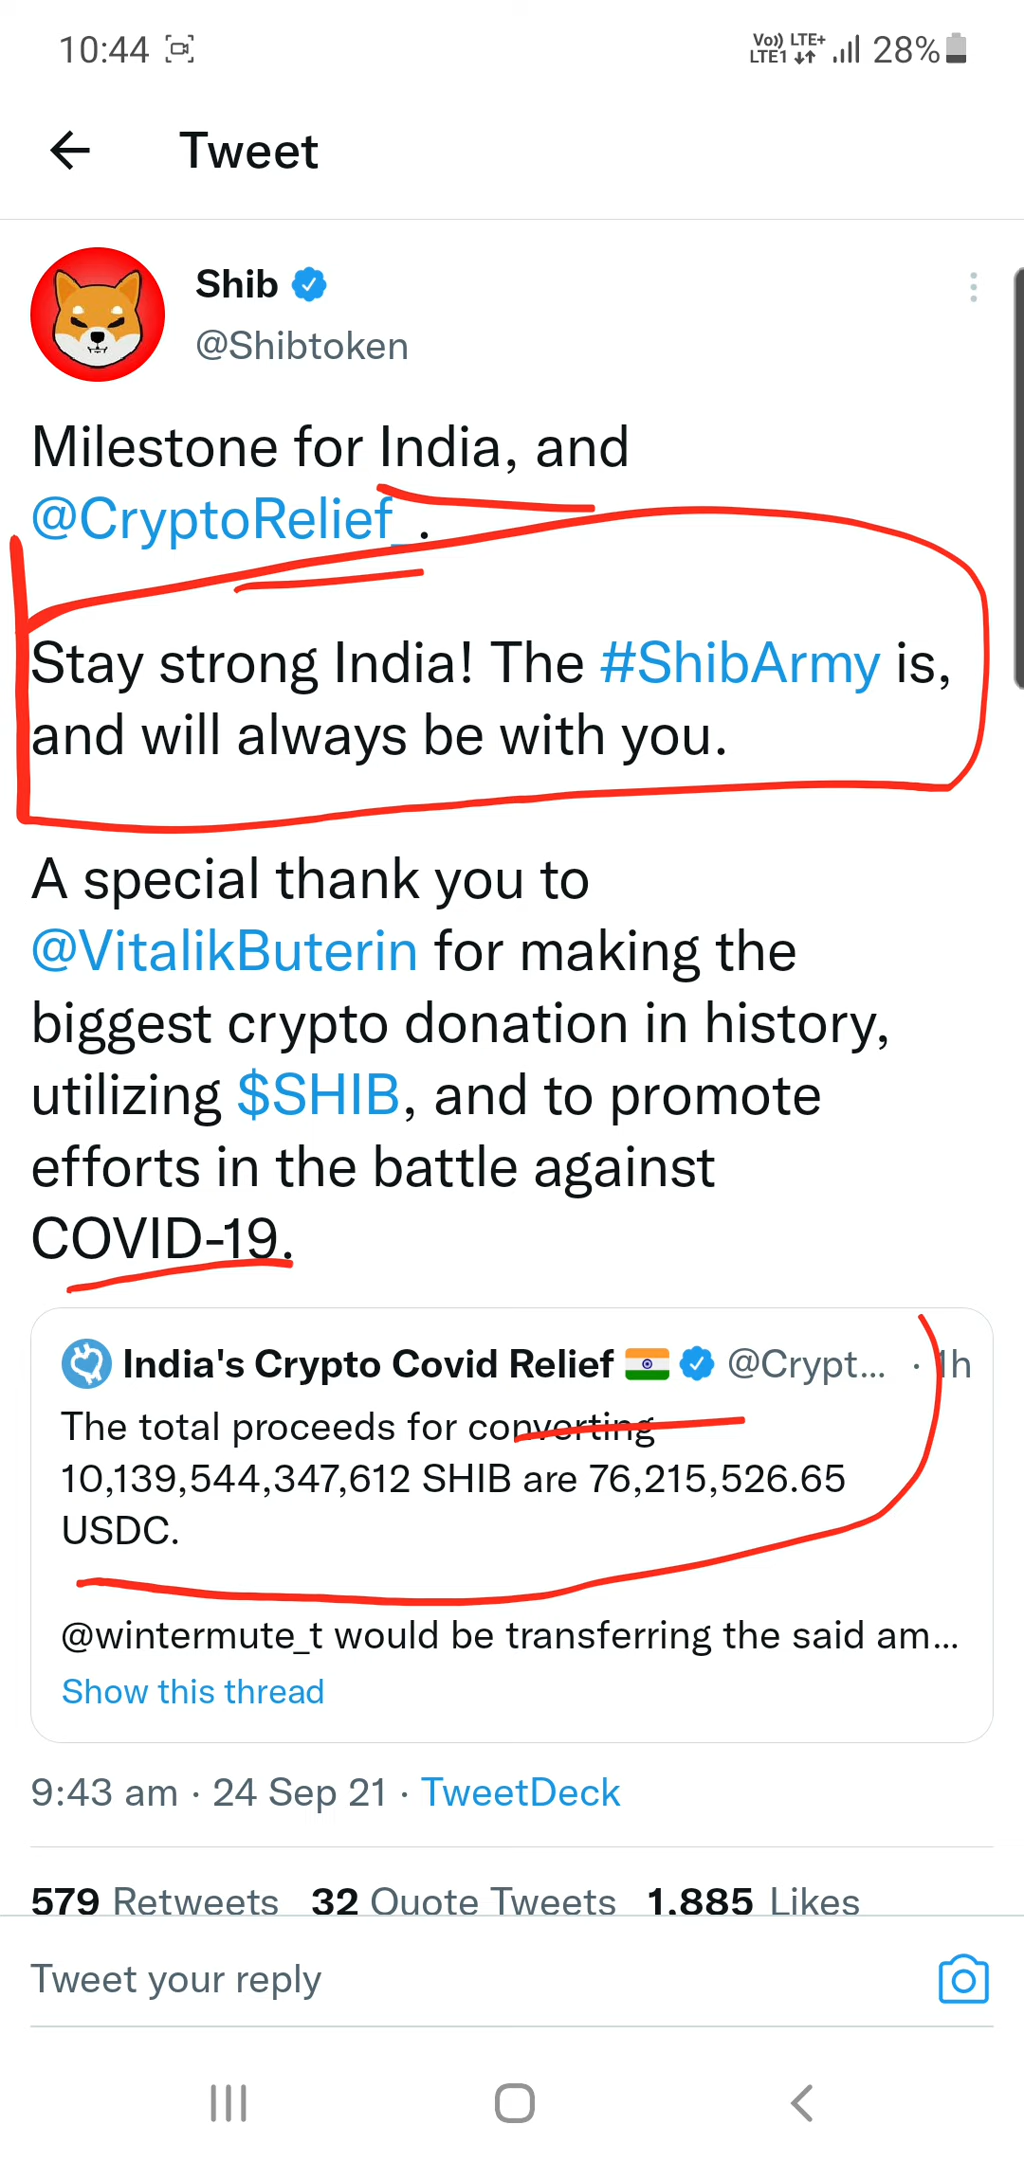 10:44
Vo)) LTE+
LTE1 28%
Tweet
Shib
@Shibtoken
Milestone for India, and
@CryptoRelief_.
Stay strong India! The #ShibArmy is,
and will always be with you.
A special thank you to
@VitalikButerin for making the
biggest crypto donation in history,
utilizing $SHIB, and to promote
efforts in the battle against
COVID-19.
India's Crypto Covid Relief 🇮🇳 @Crypt... · 1h
The total proceeds for converting
10,139,544,347,612 SHIB are 76,215,526.65
USDC.
@wintermute_t would be transferring the said am...
Show this thread
9:43 am · 24 Sep 21 · TweetDeck
579 Retweets 32 Quote Tweets 1,885 Likes
Tweet your reply